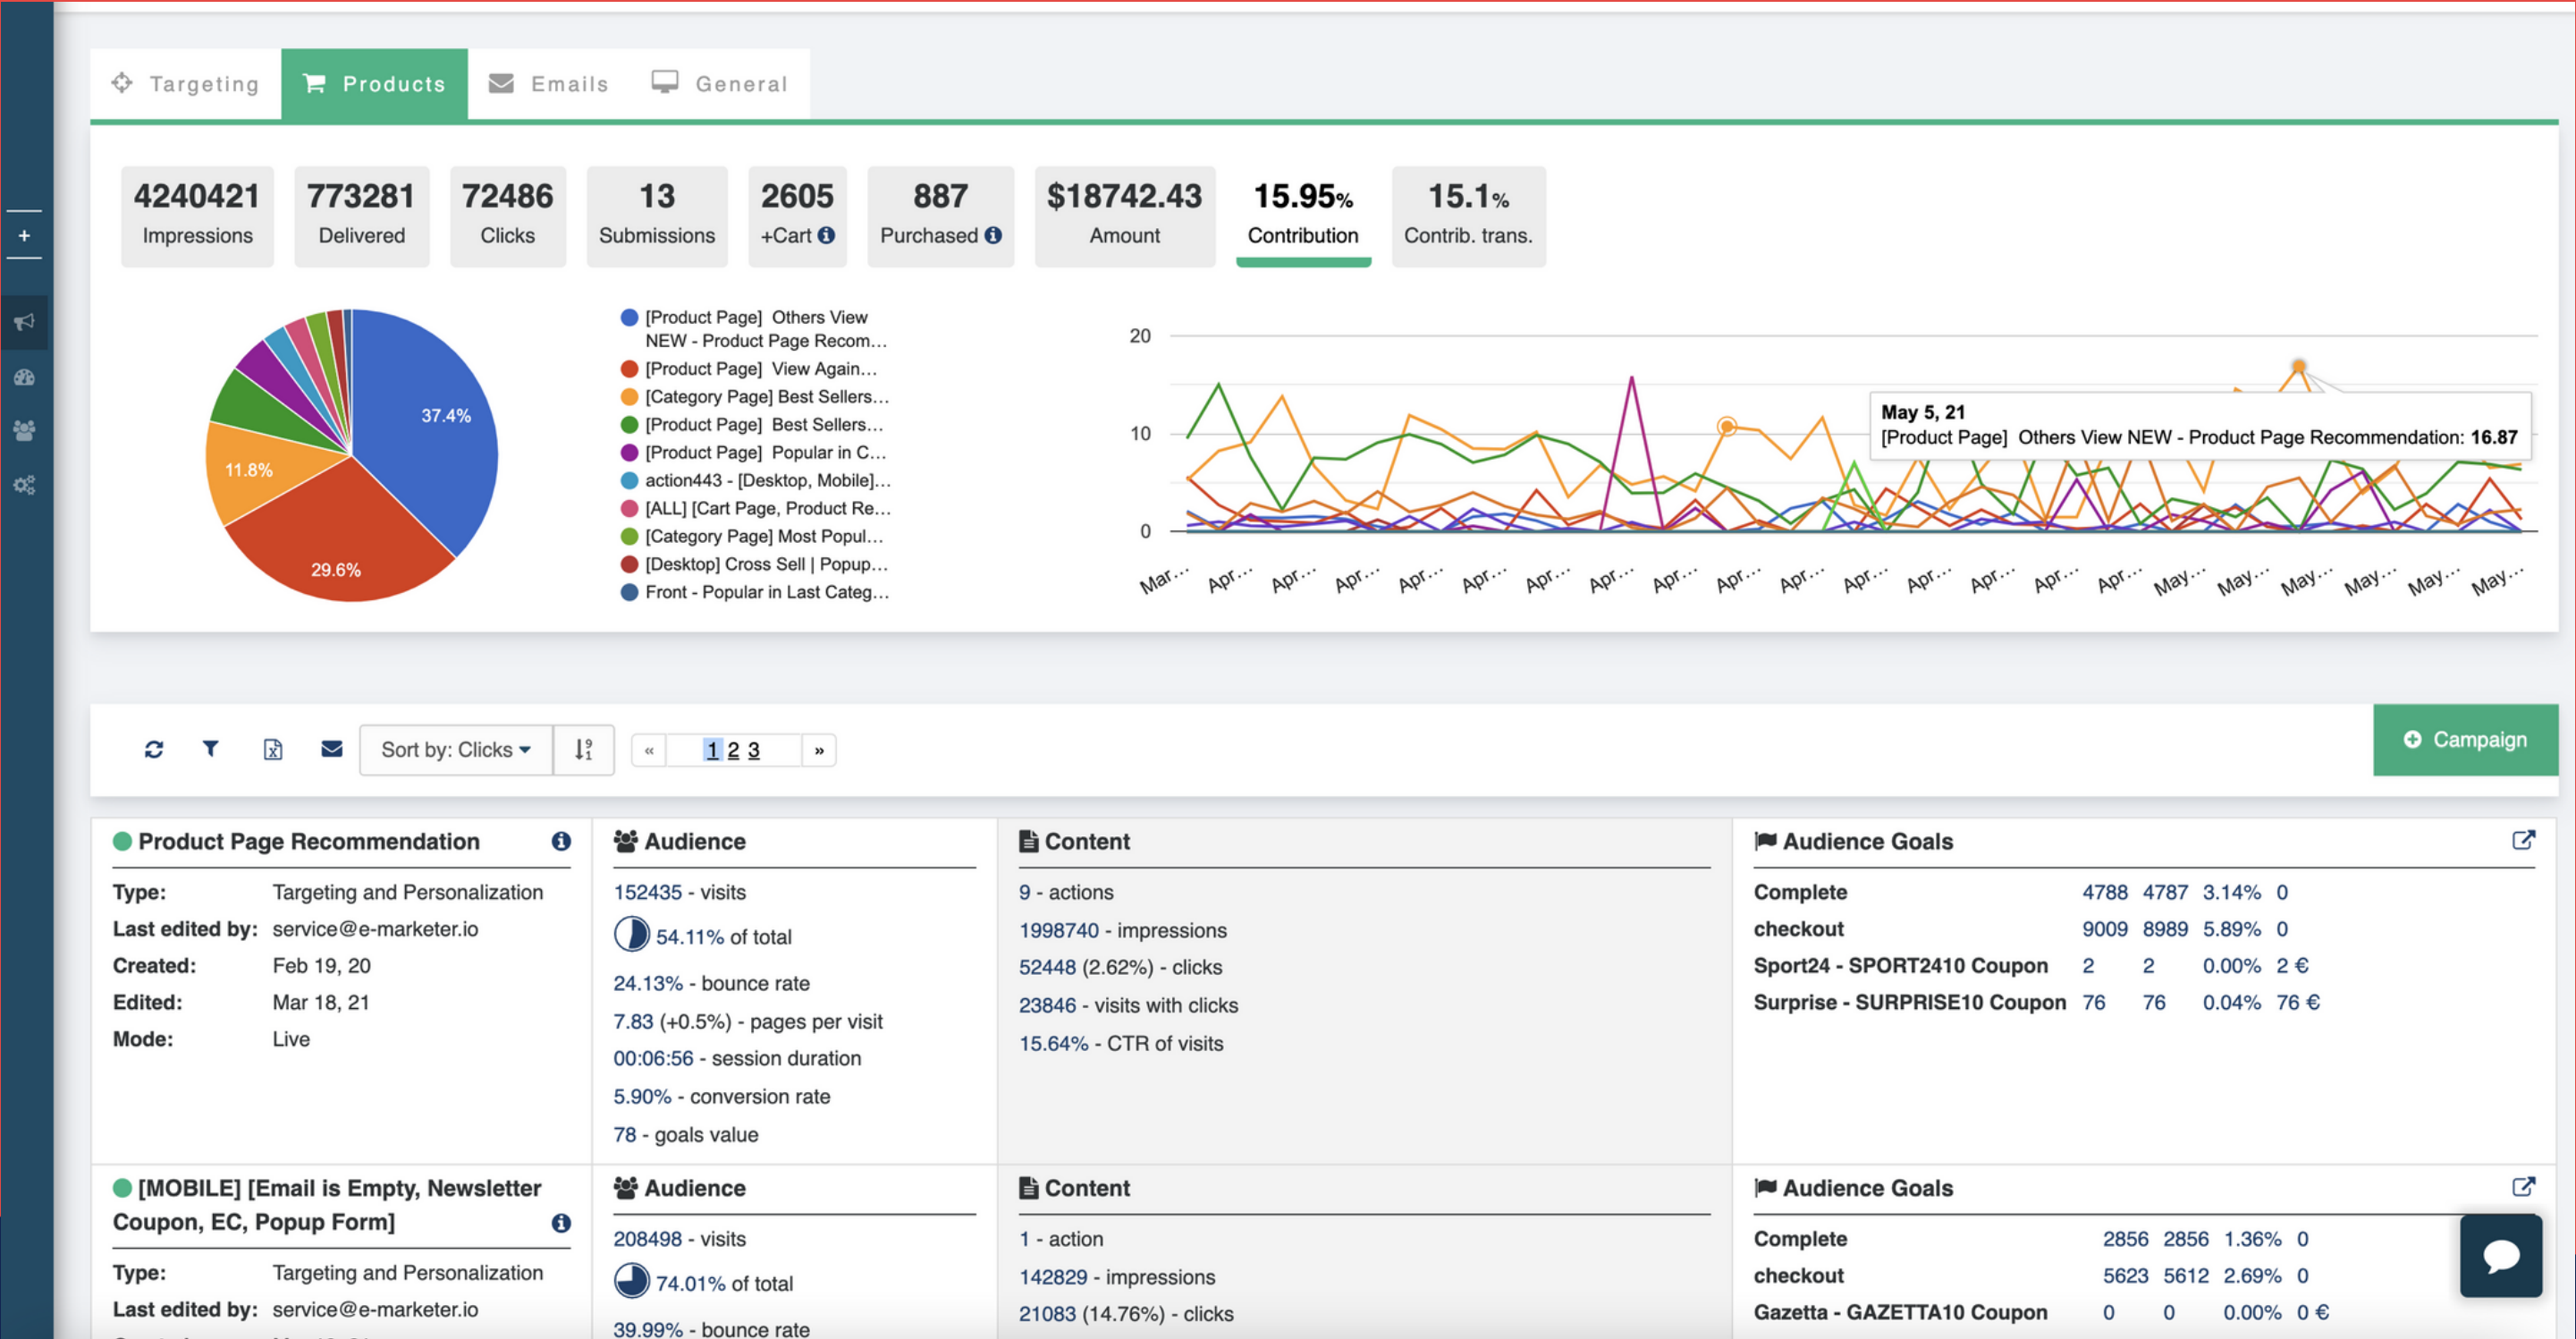 Targeting Products Emails General
4240421 773281 72486 13 2605 887 $18742.43 15.95% 15.1%
Impressions Delivered Clicks Submissions +Cart Purchased Amount Contribution Contrib. trans.
37.4%
11.8%
29.6%
[Product Page] Others View
NEW - Product Page Recom...
[Product Page] View Again...
[Category Page] Best Sellers...
[Product Page] Best Sellers...
[Product Page] Popular in C...
action443 - [Desktop, Mobile]...
[ALL] [Cart Page, Product Re...
[Category Page] Most Popul...
[Desktop] Cross Sell | Popup...
Front - Popular in Last Categ...
20
10
0
May 5, 21
[Product Page] Others View NEW - Product Page Recommendation: 16.87
Mar... Apr... Apr... Apr... Apr... Apr... Apr... Apr... Apr... Apr... Apr... Apr... Apr... Apr... Apr... Apr... May... May... May... May... May... May...
Sort by: Clicks 9 1 « 1 2 3 »
Campaign
Product Page Recommendation
Type: Targeting and Personalization
Last edited by: service@e-marketer.io
Created: Feb 19, 20
Edited: Mar 18, 21
Mode: Live
Audience
152435 - visits
54.11% of total
24.13% - bounce rate
7.83 (+0.5%) - pages per visit
00:06:56 - session duration
5.90% - conversion rate
78 - goals value
Content
9 - actions
1998740 - impressions
52448 (2.62%) - clicks
23846 - visits with clicks
15.64% - CTR of visits
Audience Goals
Complete 4788 4787 3.14% 0
checkout 9009 8989 5.89% 0
Sport24 - SPORT2410 Coupon 2 2 0.00% 2 €
Surprise - SURPRISE10 Coupon 76 76 0.04% 76 €
[MOBILE] [Email is Empty, Newsletter
Coupon, EC, Popup Form]
Type: Targeting and Personalization
Last edited by: service@e-marketer.io
Audience
208498 - visits
74.01% of total
39.99% - bounce rate
Content
1 - action
142829 - impressions
21083 (14.76%) - clicks
Audience Goals
Complete 2856 2856 1.36% 0
checkout 5623 5612 2.69% 0
Gazetta - GAZETTA10 Coupon 0 0 0.00% 0 €